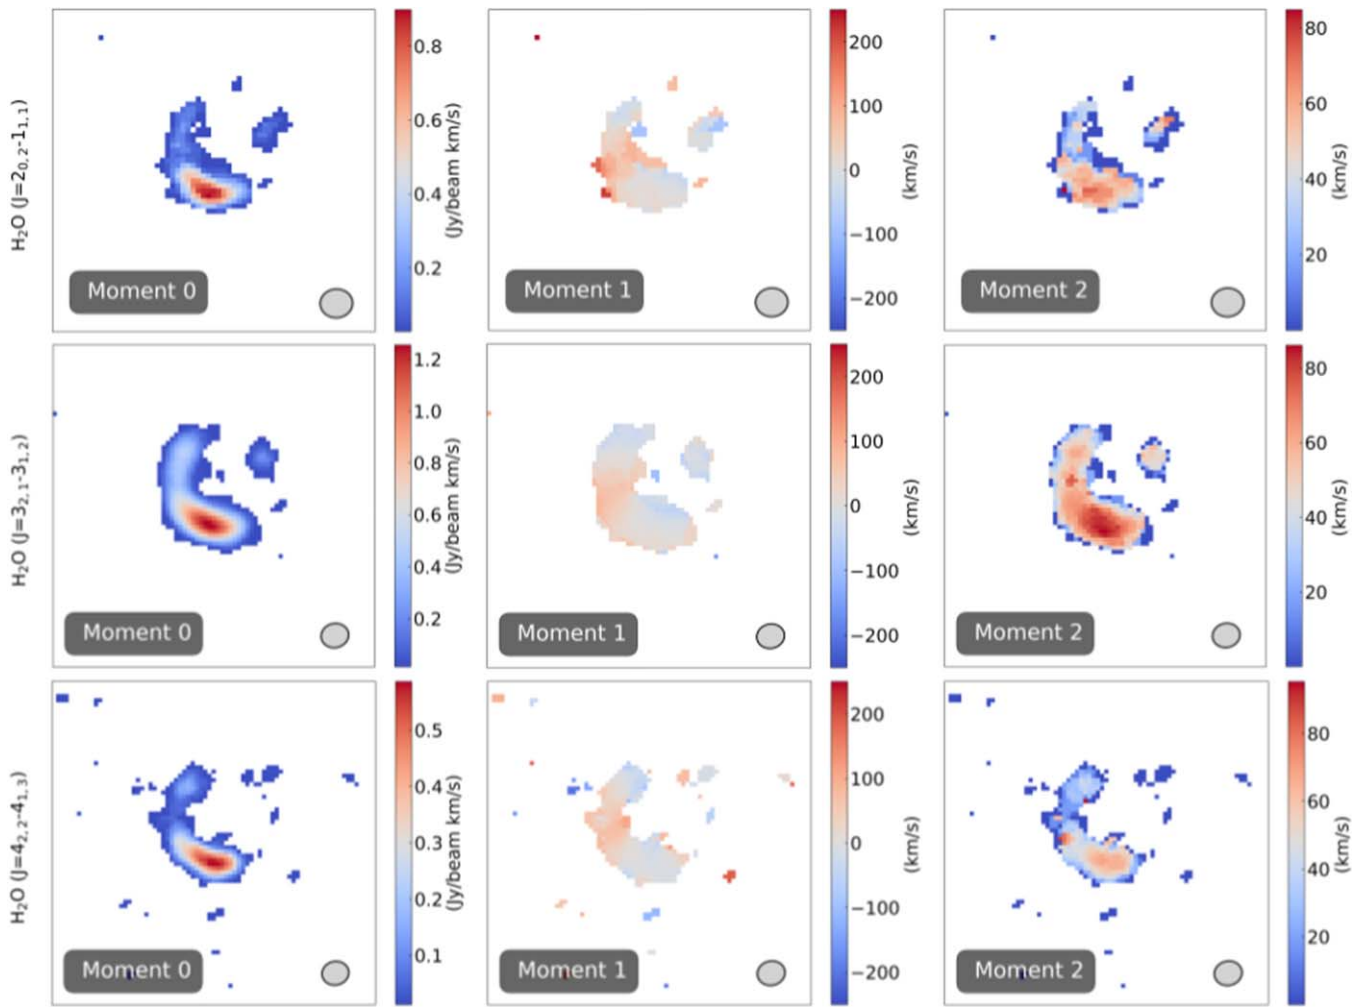 H₂O (J=2₀,₂-1₁,₁)
Moment 0
0.8
0.6
0.4
0.2
(Jy/beam km/s)
Moment 1
200
100
0
−100
−200
(km/s)
Moment 2
80
60
40
20
(km/s)
H₂O (J=3₂,₁-3₁,₂)
Moment 0
1.2
1.0
0.8
0.6
0.4
0.2
(Jy/beam km/s)
Moment 1
200
100
0
−100
−200
(km/s)
Moment 2
80
60
40
20
(km/s)
H₂O (J=4₂,₂-4₁,₃)
Moment 0
0.5
0.4
0.3
0.2
0.1
(Jy/beam km/s)
Moment 1
200
100
0
−100
−200
(km/s)
Moment 2
80
60
40
20
(km/s)